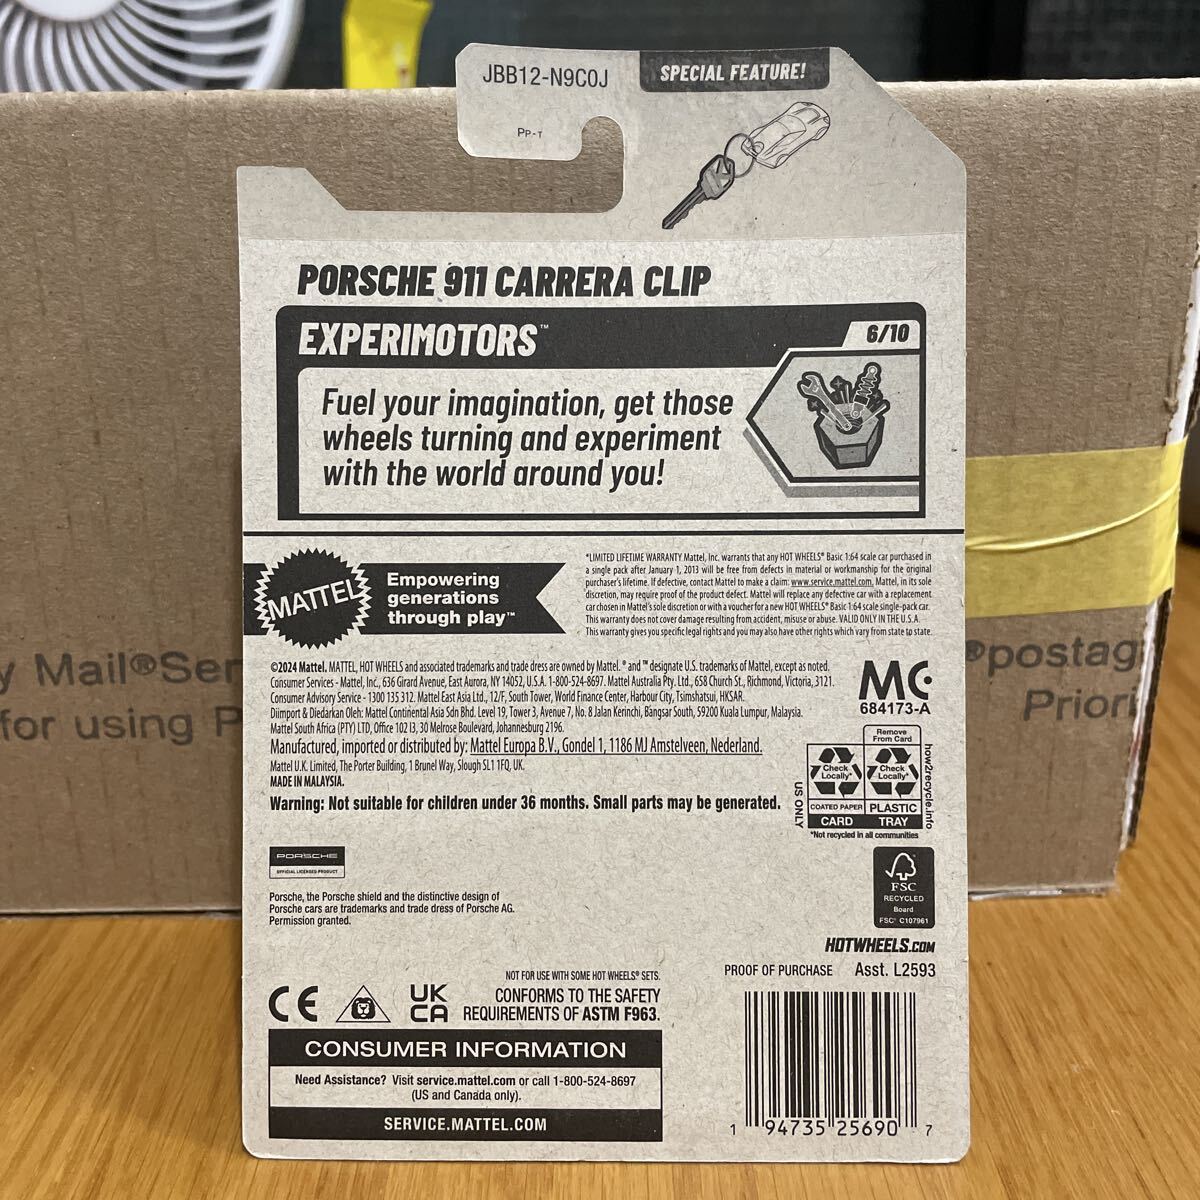 JBB12-N9C0J
SPECIAL FEATURE!
PP-T
PORSCHE 911 CARRERA CLIP
EXPERIMOTORS™
6/10
Fuel your imagination, get those
wheels turning and experiment
with the world around you!
MATTEL
Empowering
generations
through play™
*LIMITED LIFETIME WARRANTY Mattel, Inc. warrants that any HOT WHEELS® Basic 1:64 scale car purchased in
a single pack after January 1, 2013 will be free from defects in material or workmanship for the original
purchaser's lifetime. If defective, contact Mattel to make a claim: www.service.mattel.com. Mattel, in its sole
discretion, may require proof of the product defect. Mattel will replace any defective car with a replacement
car chosen in Mattel's sole discretion or with a voucher for a new HOT WHEELS® Basic 1:64 scale single-pack car.
This warranty does not cover damage resulting from accident, misuse or abuse. VALID ONLY IN THE U.S.A.
This warranty gives you specific legal rights and you may also have other rights which vary from state to state.
©2024 Mattel. MATTEL, HOT WHEELS and associated trademarks and trade dress are owned by Mattel. ® and ™ designate U.S. trademarks of Mattel, except as noted.
Consumer Services - Mattel, Inc., 636 Girard Avenue, East Aurora, NY 14052, U.S.A. 1-800-524-8697. Mattel Australia Pty. Ltd., 658 Church St., Richmond, Victoria, 3121.
Consumer Advisory Service - 1300 135 312. Mattel East Asia Ltd., 12/F, South Tower, World Finance Center, Harbour City, Tsimshatsui, HKSAR.
Diimport & Diedarkan Oleh: Mattel Continental Asia Sdn Bhd. Level 19, Tower 3, Avenue 7, No. 8 Jalan Kerinchi, Bangsar South, 59200 Kuala Lumpur, Malaysia.
Mattel South Africa (PTY) LTD, Office 102 I3, 30 Melrose Boulevard, Johannesburg 2196.
Manufactured, imported or distributed by: Mattel Europa B.V., Gondel 1, 1186 MJ Amstelveen, Nederland.
Mattel U.K. Limited, The Porter Building, 1 Brunel Way, Slough SL1 1FQ, UK.
MADE IN MALAYSIA.
Warning: Not suitable for children under 36 months. Small parts may be generated.
MC
684173-A
Remove
From Card
Check
Locally*
Check
Locally*
COATED PAPER
PLASTIC
CARD
TRAY
US ONLY
how2recycle.info
*Not recycled in all communities
PORSCHE
OFFICIAL LICENSED PRODUCT
Porsche, the Porsche shield and the distinctive design of
Porsche cars are trademarks and trade dress of Porsche AG.
Permission granted.
FSC
RECYCLED
Board
FSC® C107961
HOTWHEELS.COM
PROOF OF PURCHASE Asst. L2593
NOT FOR USE WITH SOME HOT WHEELS® SETS.
CE
UK
CA
CONFORMS TO THE SAFETY
REQUIREMENTS OF ASTM F963.
CONSUMER INFORMATION
Need Assistance? Visit service.mattel.com or call 1-800-524-8697
(US and Canada only).
SERVICE.MATTEL.COM
1 94735 25690 7
y Mail® Ser
for using P
®postag
Priori